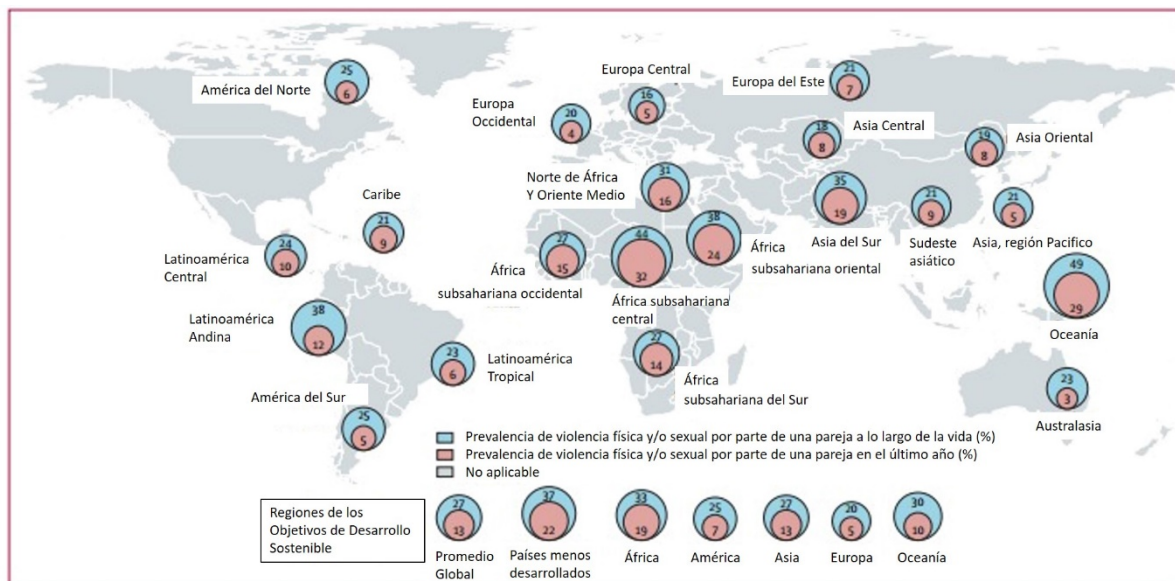 25
6
América del Norte
Europa Central
16
5
Europa del Este
21
7
Europa
Occidental
20
4
18
8
Asia Central
19
8
Asia Oriental
Norte de África
Y Oriente Medio
31
16
Caribe
21
9
35
19
Asia del Sur
21
9
Sudeste
asiático
21
5
Asia, región Pacifico
Latinoamérica
Central
24
10
27
15
África
subsahariana occidental
44
32
África subsahariana
central
38
24
África
subsahariana oriental
49
29
Oceanía
Latinoamérica
Andina
38
12
23
6
Latinoamérica
Tropical
27
14
África
subsahariana del Sur
23
3
Australasia
América del Sur
25
5
Prevalencia de violencia física y/o sexual por parte de una pareja a lo largo de la vida (%)
Prevalencia de violencia física y/o sexual por parte de una pareja en el último año (%)
No aplicable
Regiones de los
Objetivos de Desarrollo
Sostenible
27
13
Promedio
Global
37
22
Países menos
desarrollados
33
19
África
25
7
América
27
13
Asia
20
5
Europa
30
10
Oceanía